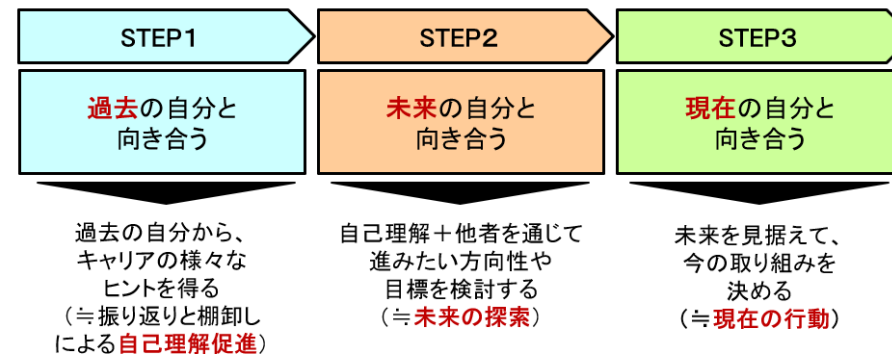 STEP1
過去の自分と
向き合う
過去の自分から、
キャリアの様々な
ヒントを得る
(≒振り返りと棚卸し
による自己理解促進)
STEP2
未来の自分と
向き合う
自己理解＋他者を通じて
進みたい方向性や
目標を検討する
(≒未来の探索)
STEP3
現在の自分と
向き合う
未来を見据えて、
今の取り組みを
決める
(≒現在の行動)